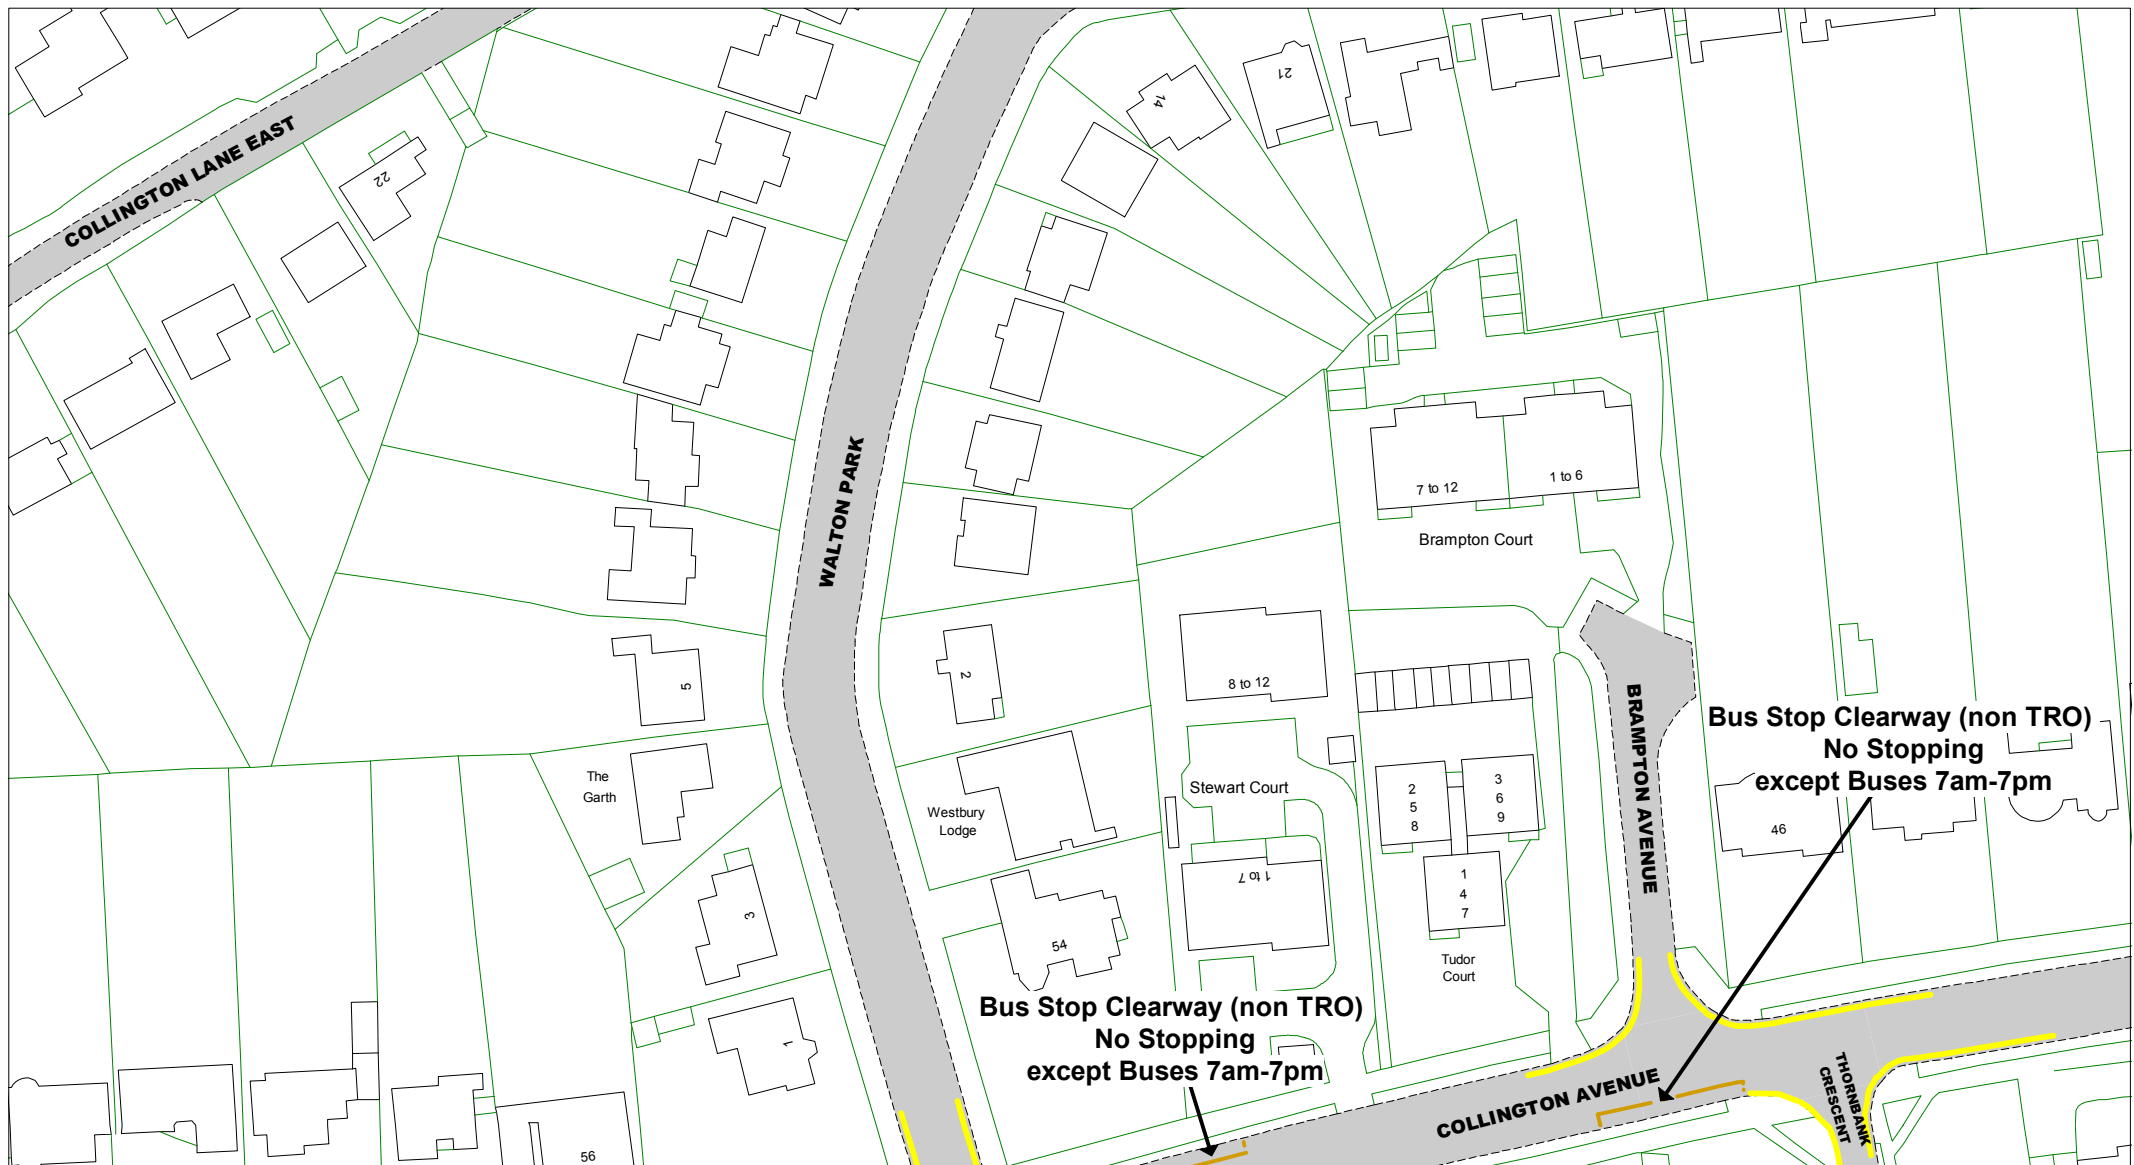 21
14
COLLINGTON LANE EAST
22
WALTON PARK
7 to 12
1 to 6
Brampton Court
2
5
8 to 12
BRAMPTON AVENUE
Bus Stop Clearway (non TRO)
No Stopping
except Buses 7am-7pm
The
Garth
Westbury
Lodge
Stewart Court
2
5
8
3
6
9
46
1 to 7
1
4
7
3
54
Tudor
Court
Bus Stop Clearway (non TRO)
No Stopping
except Buses 7am-7pm
1
COLLINGTON AVENUE
THORNBANK
CRESCENT
56